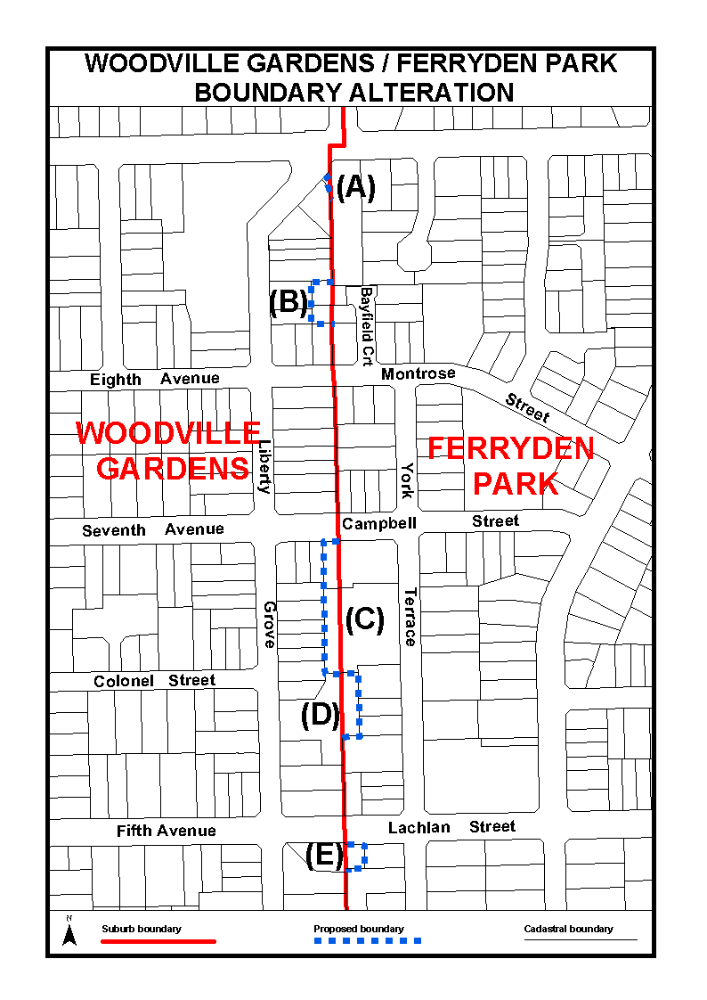 WOODVILLE GARDENS / FERRYDEN PARK
BOUNDARY ALTERATION
(A)
(B)
Bayfield Crt
Eighth Avenue
Montrose
Street
WOODVILLE
GARDENS
FERRYDEN
PARK
Liberty
York
Seventh Avenue
Campbell Street
Grove
Terrace
(C)
Colonel Street
(D)
Fifth Avenue
Lachlan Street
(E)
N
Suburb boundary
Proposed boundary
Cadastral boundary